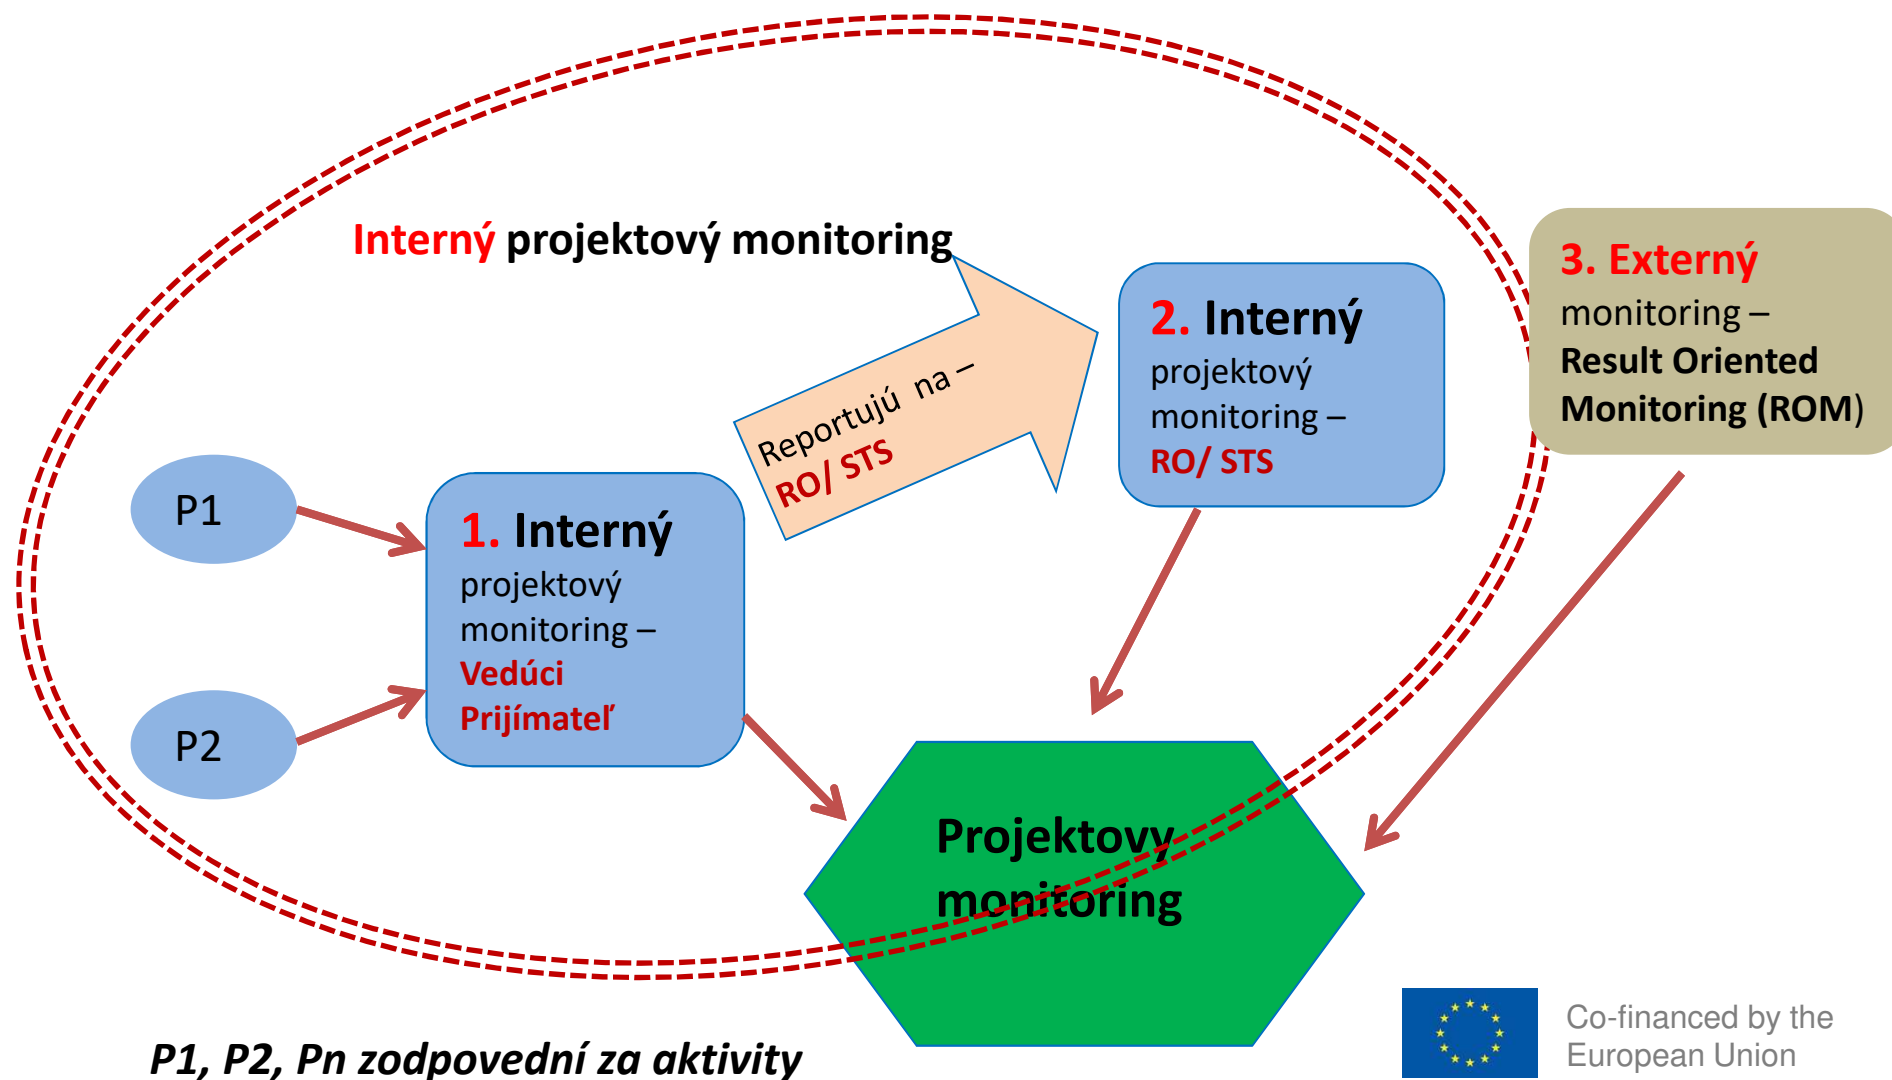 Interný projektový monitoring
3. Externý
monitoring –
Result Oriented
Monitoring (ROM)
2. Interný
projektový
monitoring –
RO/ STS
Reportujú na –
RO/ STS
P1
1. Interný
projektový
monitoring –
Vedúci
Prijímateľ
P2
Projektovy
monitoring
P1, P2, Pn zodpovední za aktivity
Co-financed by the
European Union